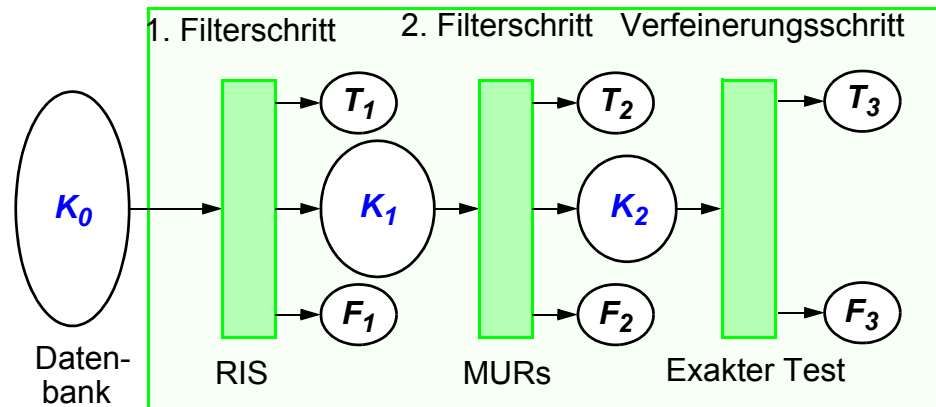 1. Filterschritt 2. Filterschritt Verfeinerungsschritt
T1 T2 T3
K0 K1 K2
F1 F2 F3
Daten-
bank
RIS MURs Exakter Test